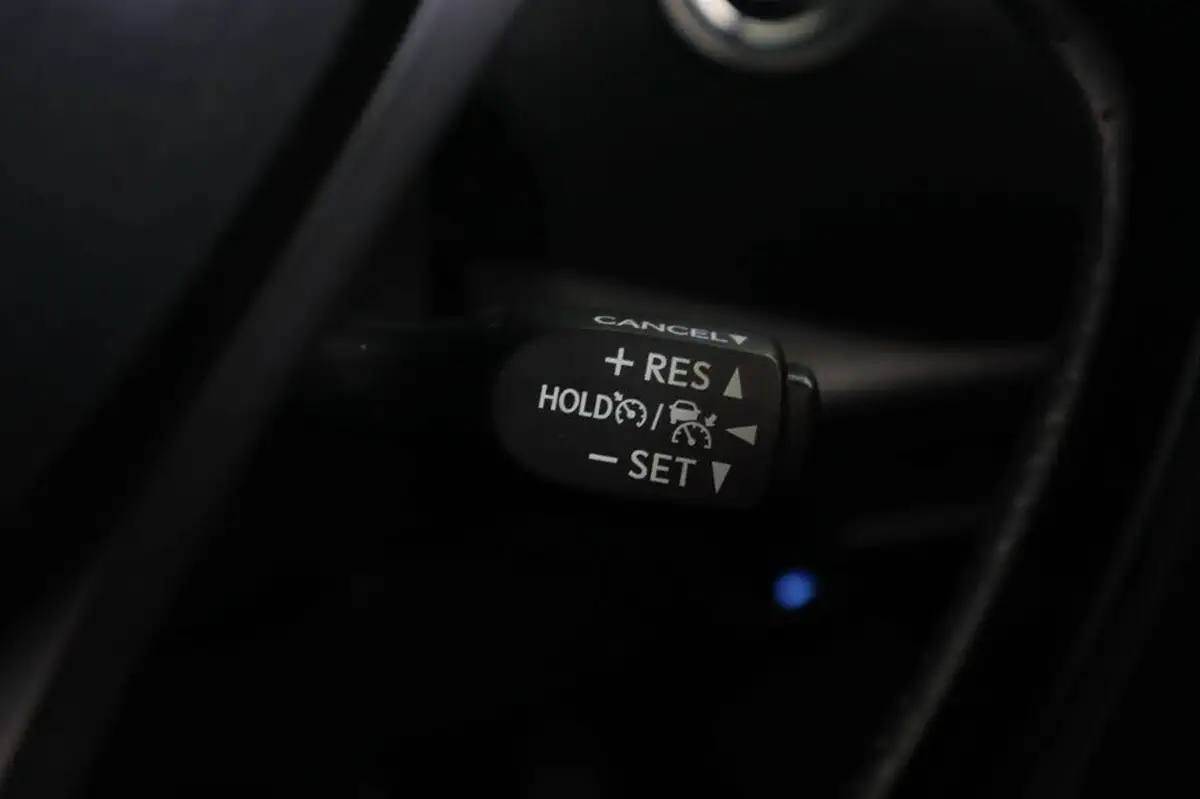 CANCEL▼
+ RES ▲
HOLD / ◀
− SET ▼